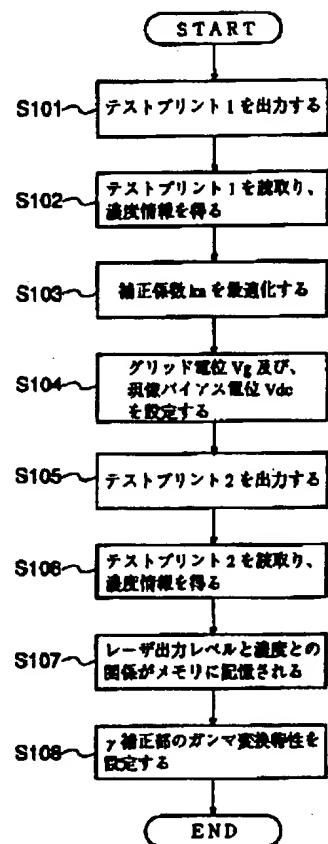 START
S101
テストプリント1を出力する
S102
テストプリント1を読取り、
濃度情報を得る
S103
補正係数kmを最適化する
S104
グリッド電位Vg及び、
現像バイアス電位Vdc
を設定する
S105
テストプリント2を出力する
S106
テストプリント2を読取り、
濃度情報を得る
S107
レーザ出力レベルと濃度との
関係がメモリに記憶される
S108
γ補正部のガンマ変換特性を
設定する
END